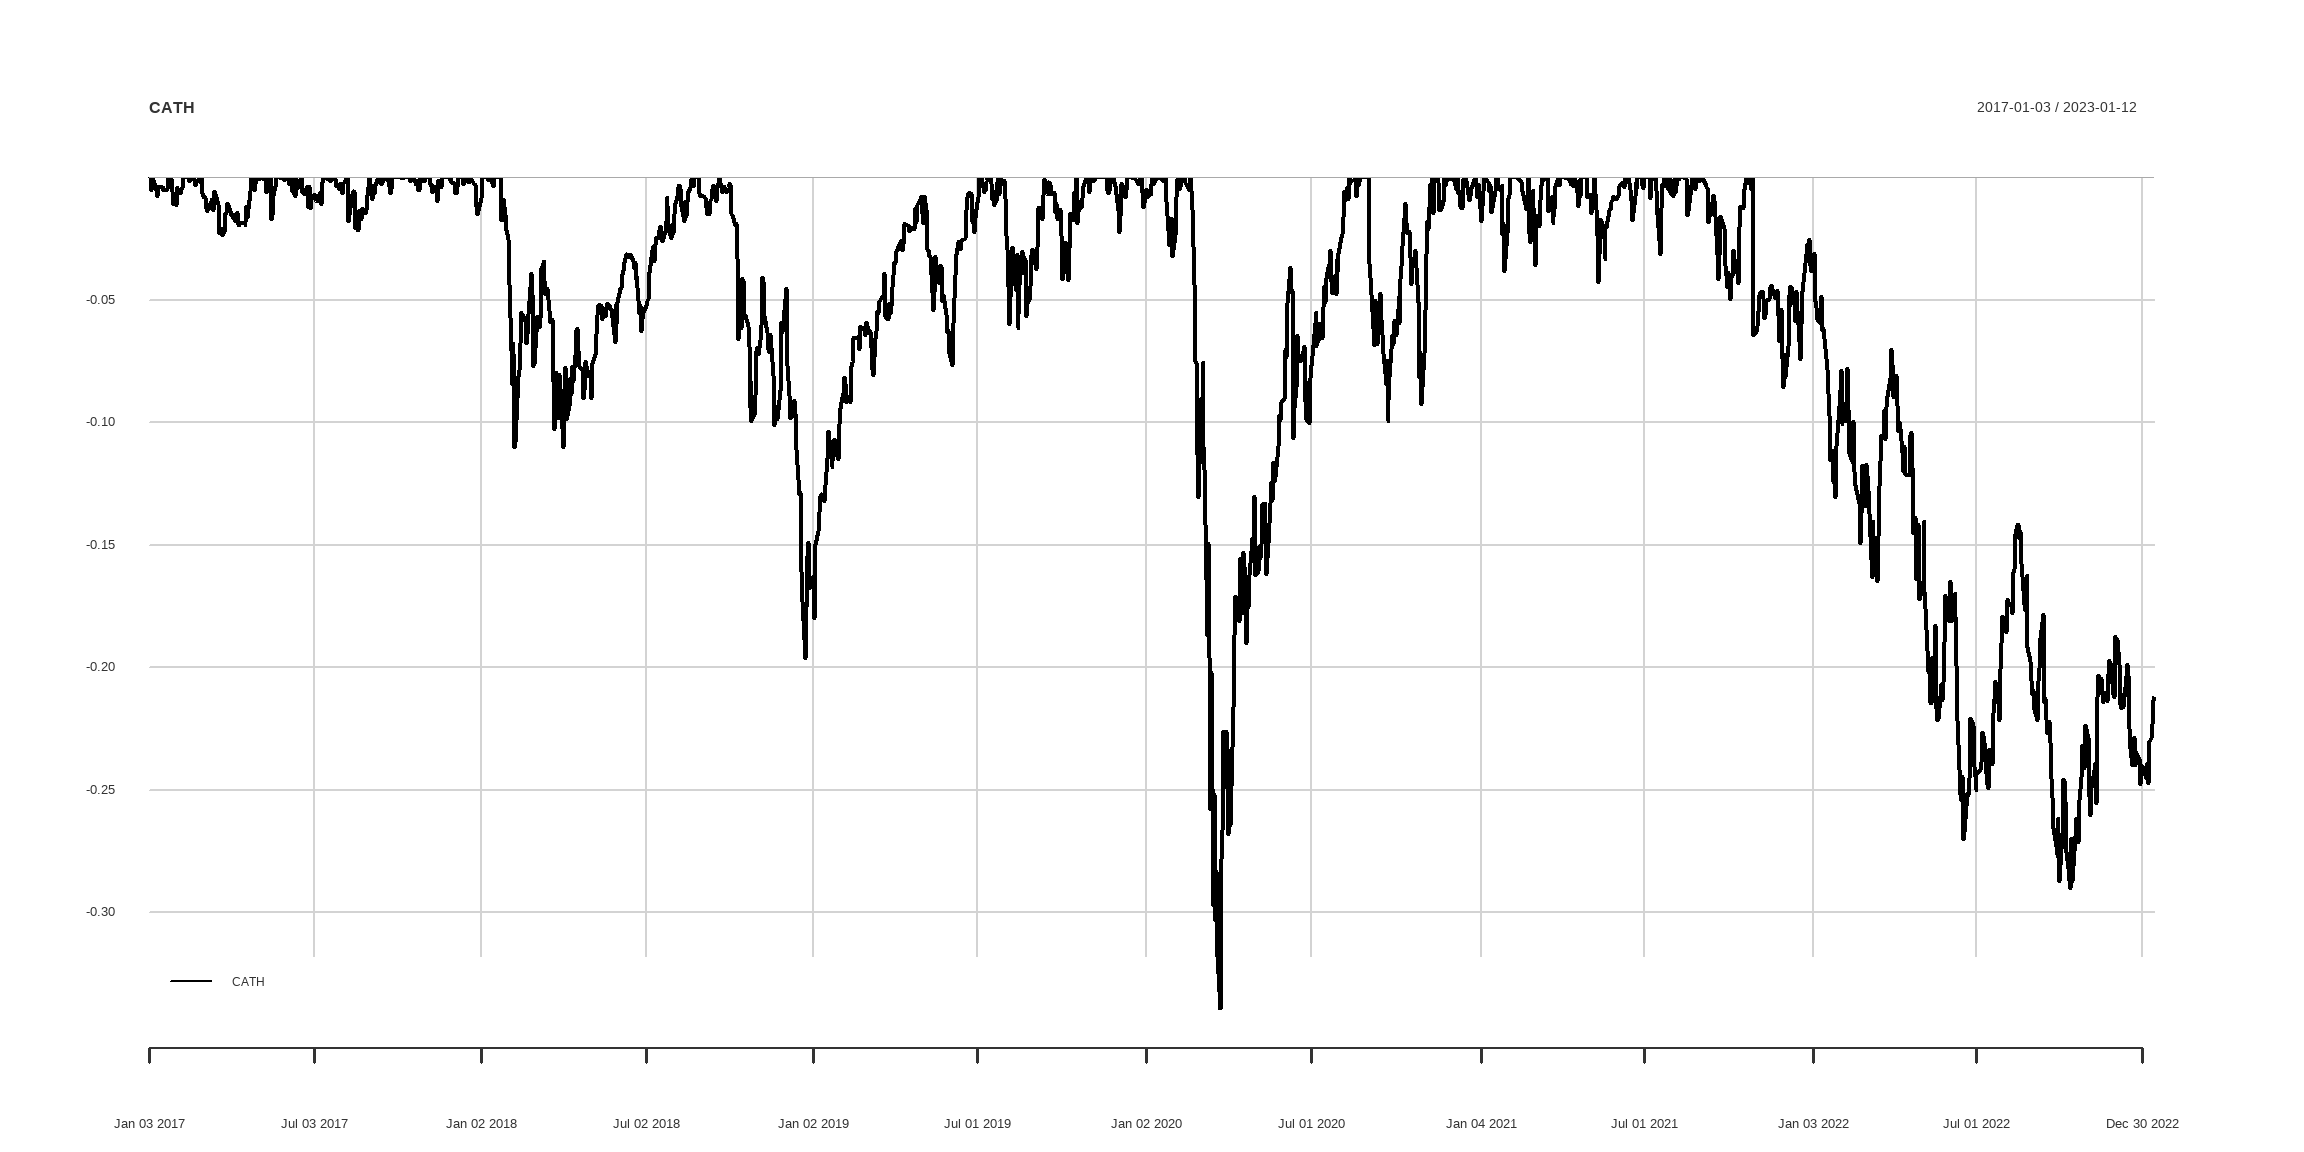 CATH
2017-01-03 / 2023-01-12
-0.05
-0.10
-0.15
-0.20
-0.25
-0.30
CATH
Jan 03 2017
Jul 03 2017
Jan 02 2018
Jul 02 2018
Jan 02 2019
Jul 01 2019
Jan 02 2020
Jul 01 2020
Jan 04 2021
Jul 01 2021
Jan 03 2022
Jul 01 2022
Dec 30 2022